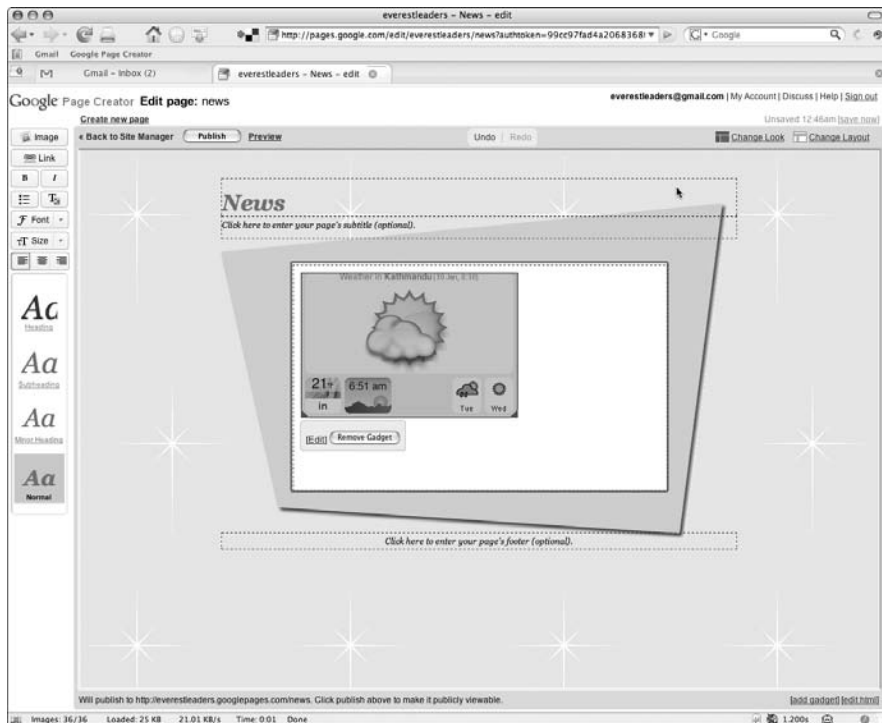 everestleaders – News – edit
http://pages.google.com/edit/everestleaders/news?authtoken=99cc97fad4a2068368
Google
Gmail Google Page Creator
Gmail – Inbox (2)
everestleaders – News – edit
Google Page Creator Edit page: news
everestleaders@gmail.com | My Account | Discuss | Help | Sign out
Create new page
Unsaved 12:46am [save now]
Image
« Back to Site Manager Publish Preview
Undo Redo
Change Look Change Layout
Link
B I
News
Font
Click here to enter your page's subtitle (optional).
Size
Weather in Kathmandu
Heading
Aa
Subheading
21
6:51 am
in
Tue Wed
Aa
Minor Heading
[Edit] Remove Gadget
Aa
Normal
Click here to enter your page's footer (optional).
Will publish to http://everestleaders.googlepages.com/news. Click publish above to make it publicly viewable.
[add gadget] [edit html]
Images: 36/36 Loaded: 25 KB 21.01 KB/s Time: 0:01 Done
1.200s